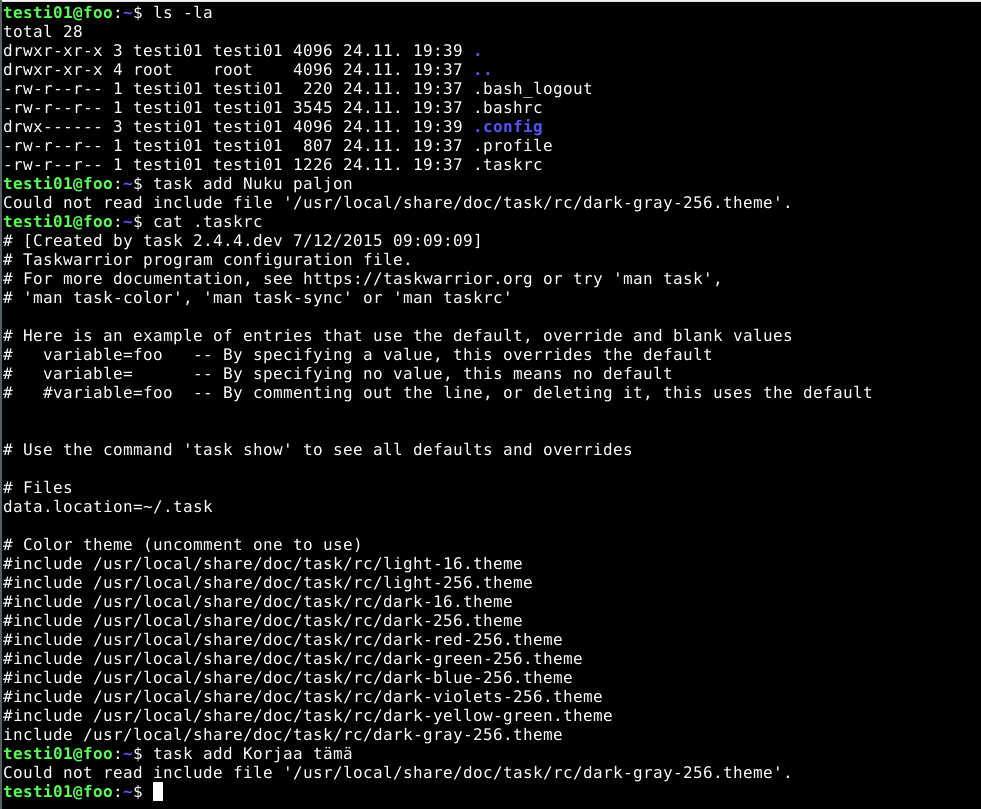 testi01@foo:~$ ls -la
total 28
drwxr-xr-x 3 testi01 testi01 4096 24.11. 19:39 .
drwxr-xr-x 4 root    root    4096 24.11. 19:37 ..
-rw-r--r-- 1 testi01 testi01  220 24.11. 19:37 .bash_logout
-rw-r--r-- 1 testi01 testi01 3545 24.11. 19:37 .bashrc
drwx------ 3 testi01 testi01 4096 24.11. 19:39 .config
-rw-r--r-- 1 testi01 testi01  807 24.11. 19:37 .profile
-rw-r--r-- 1 testi01 testi01 1226 24.11. 19:37 .taskrc
testi01@foo:~$ task add Nuku paljon
Could not read include file '/usr/local/share/doc/task/rc/dark-gray-256.theme'.
testi01@foo:~$ cat .taskrc
# [Created by task 2.4.4.dev 7/12/2015 09:09:09]
# Taskwarrior program configuration file.
# For more documentation, see https://taskwarrior.org or try 'man task',
# 'man task-color', 'man task-sync' or 'man taskrc'

# Here is an example of entries that use the default, override and blank values
#   variable=foo   -- By specifying a value, this overrides the default
#   variable=      -- By specifying no value, this means no default
#   #variable=foo  -- By commenting out the line, or deleting it, this uses the default


# Use the command 'task show' to see all defaults and overrides

# Files
data.location=~/.task

# Color theme (uncomment one to use)
#include /usr/local/share/doc/task/rc/light-16.theme
#include /usr/local/share/doc/task/rc/light-256.theme
#include /usr/local/share/doc/task/rc/dark-16.theme
#include /usr/local/share/doc/task/rc/dark-256.theme
#include /usr/local/share/doc/task/rc/dark-red-256.theme
#include /usr/local/share/doc/task/rc/dark-green-256.theme
#include /usr/local/share/doc/task/rc/dark-blue-256.theme
#include /usr/local/share/doc/task/rc/dark-violets-256.theme
#include /usr/local/share/doc/task/rc/dark-yellow-green.theme
include /usr/local/share/doc/task/rc/dark-gray-256.theme
testi01@foo:~$ task add Korjaa tämä
Could not read include file '/usr/local/share/doc/task/rc/dark-gray-256.theme'.
testi01@foo:~$